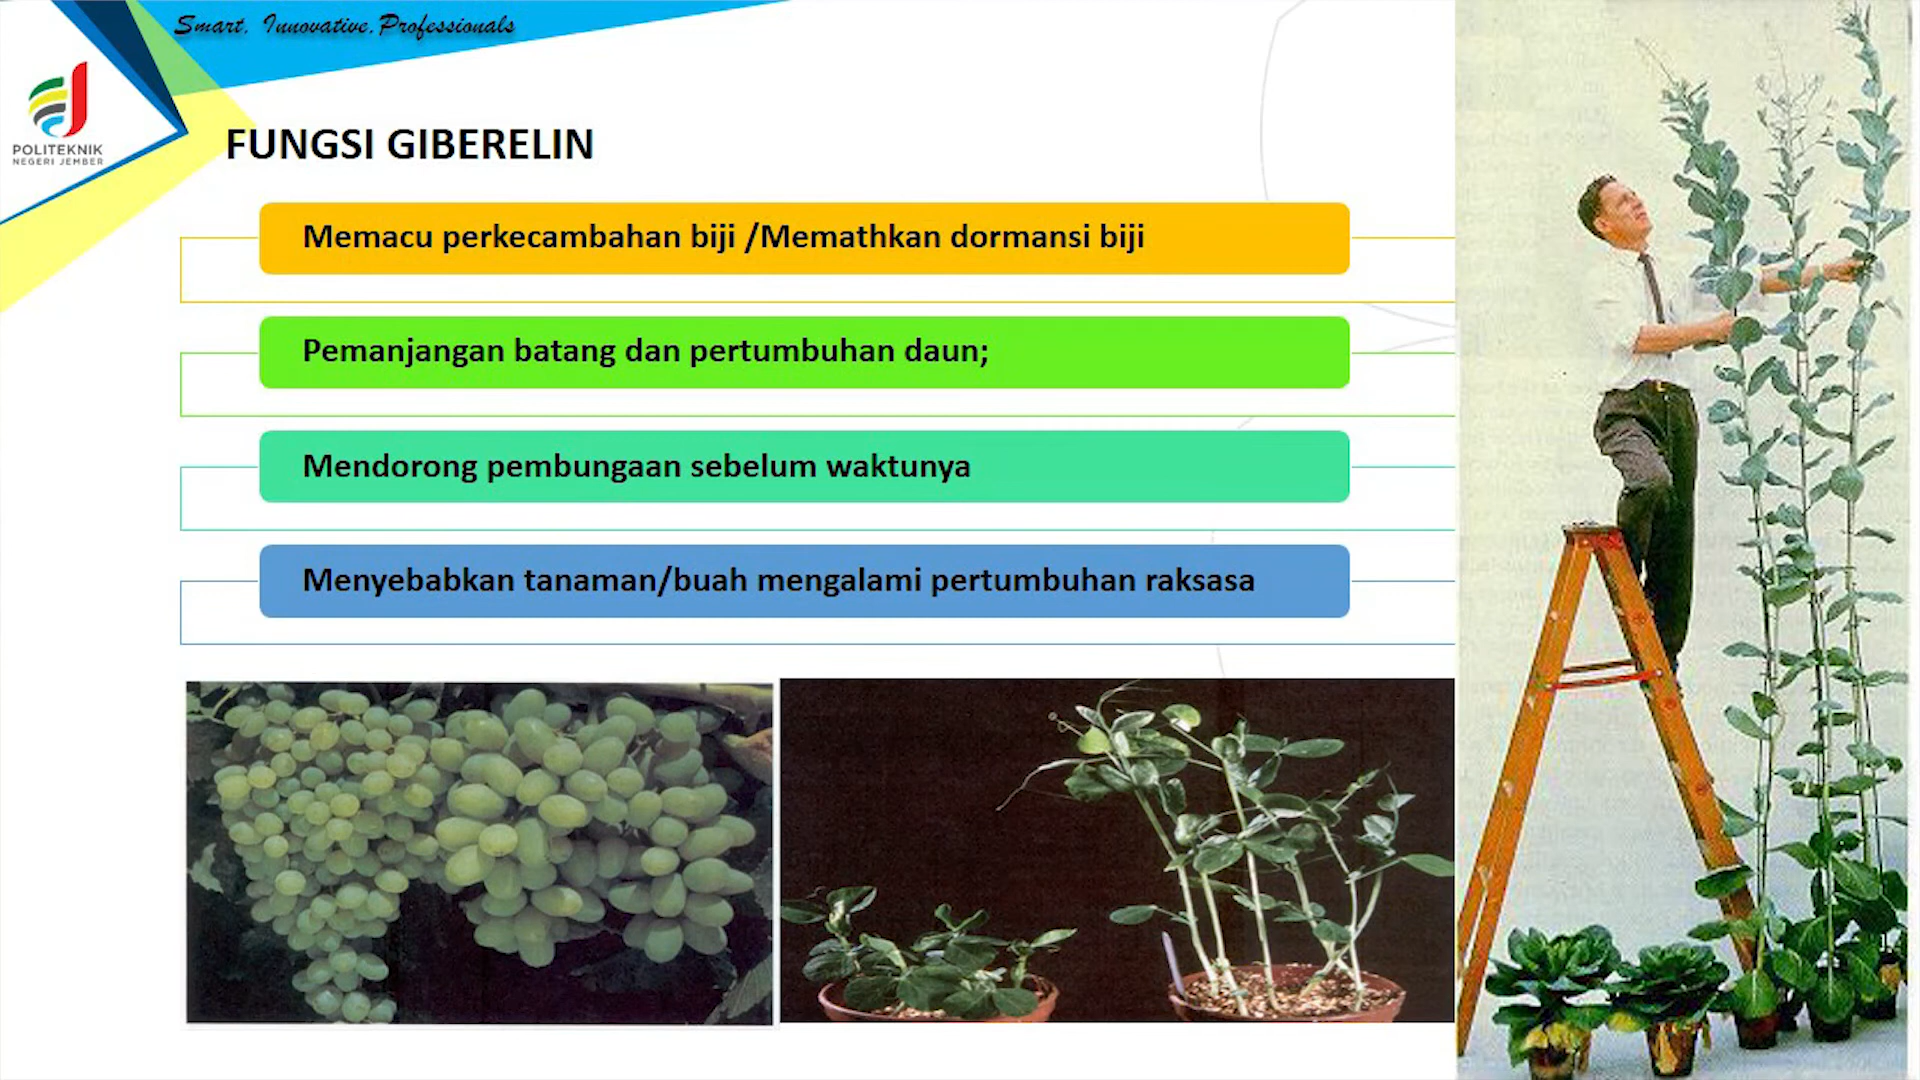 Smart. Innovative. Professionals
POLITEKNIK
NEGERI JEMBER
FUNGSI GIBERELIN
Memacu perkecambahan biji /Memathkan dormansi biji
Pemanjangan batang dan pertumbuhan daun;
Mendorong pembungaan sebelum waktunya
Menyebabkan tanaman/buah mengalami pertumbuhan raksasa